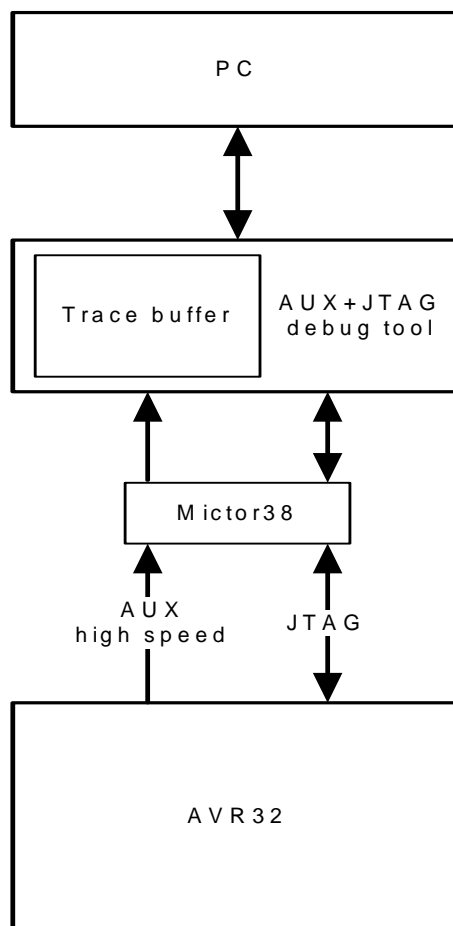 PC
Trace buffer
AUX+JTAG
debug tool
Mictor38
AUX
high speed
JTAG
AVR32